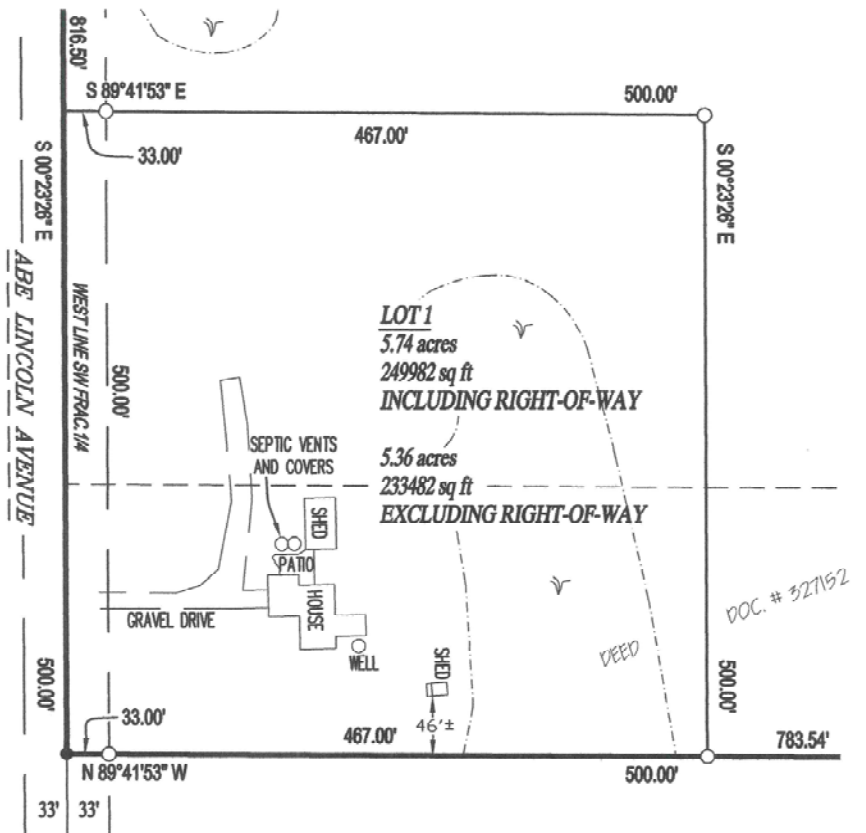 816.50'
S 89°41'53" E
500.00'
467.00'
33.00'
S 00°23'26" E
S 00°23'26" E
ABE LINCOLN AVENUE
WEST LINE SW FRAC. 1/4
500.00'
LOT 1
5.74 acres
249982 sq ft
INCLUDING RIGHT-OF-WAY
5.36 acres
233482 sq ft
EXCLUDING RIGHT-OF-WAY
SEPTIC VENTS
AND COVERS
SHED
PATIO
HOUSE
GRAVEL DRIVE
WELL
SHED
46'±
DEED
DOC. # 327152
500.00'
500.00'
33.00'
467.00'
783.54'
N 89°41'53" W
500.00'
33'
33'